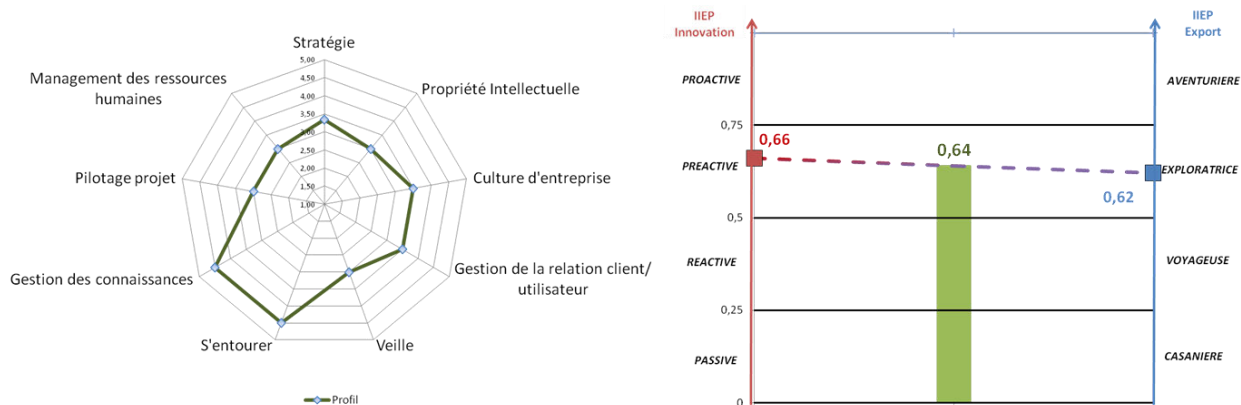 Stratégie
Management des ressources
humaines
Propriété Intellectuelle
5,00
4,50
4,00
3,50
3,00
2,50
2,00
1,50
1,00
Pilotage projet
Culture d'entreprise
Gestion des connaissances
Gestion de la relation client/
utilisateur
S'entourer
Veille
Profil
IIEP
Innovation
IIEP
Export
PROACTIVE
AVENTURIERE
0,75
0,66
0,64
PREACTIVE
EXPLORATRICE
0,62
0,5
REACTIVE
VOYAGEUSE
0,25
PASSIVE
CASANIERE
0